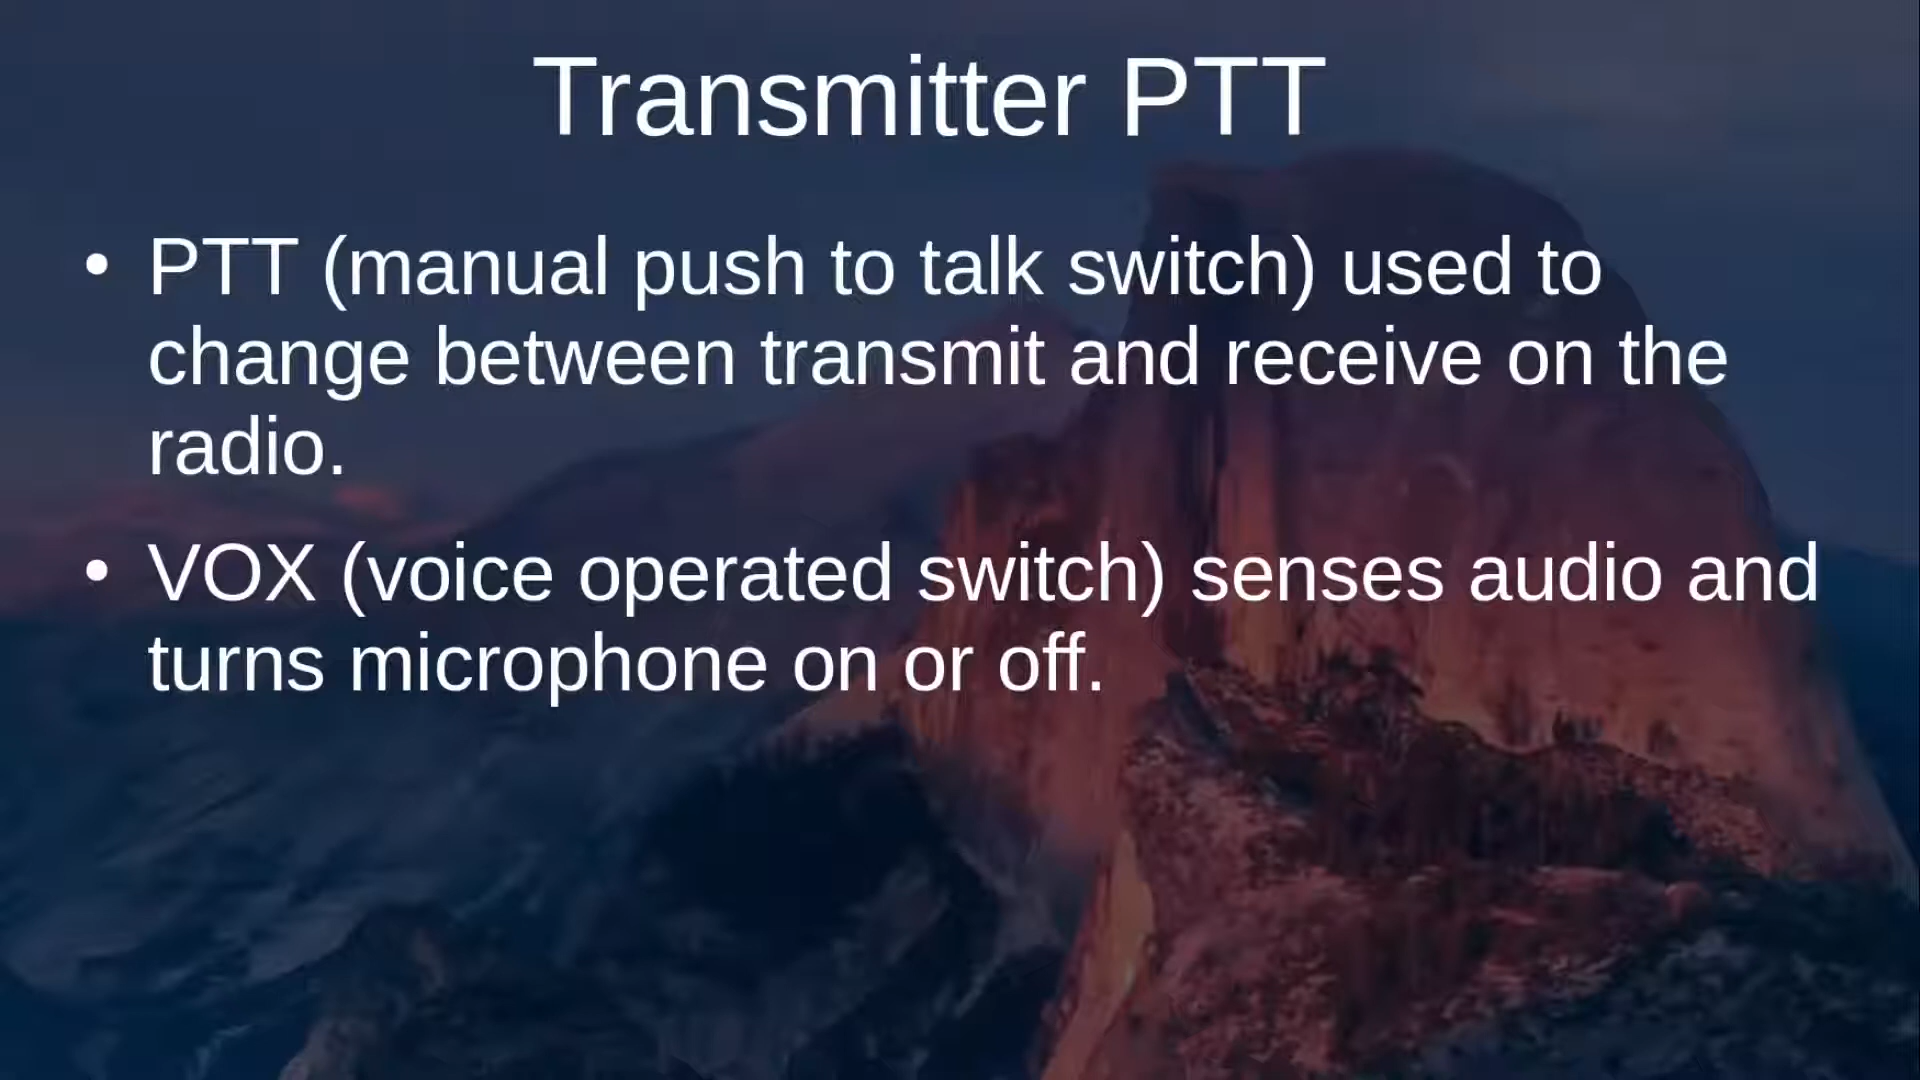 Transmitter PTT
• PTT (manual push to talk switch) used to
change between transmit and receive on the
radio.
• VOX (voice operated switch) senses audio and
turns microphone on or off.